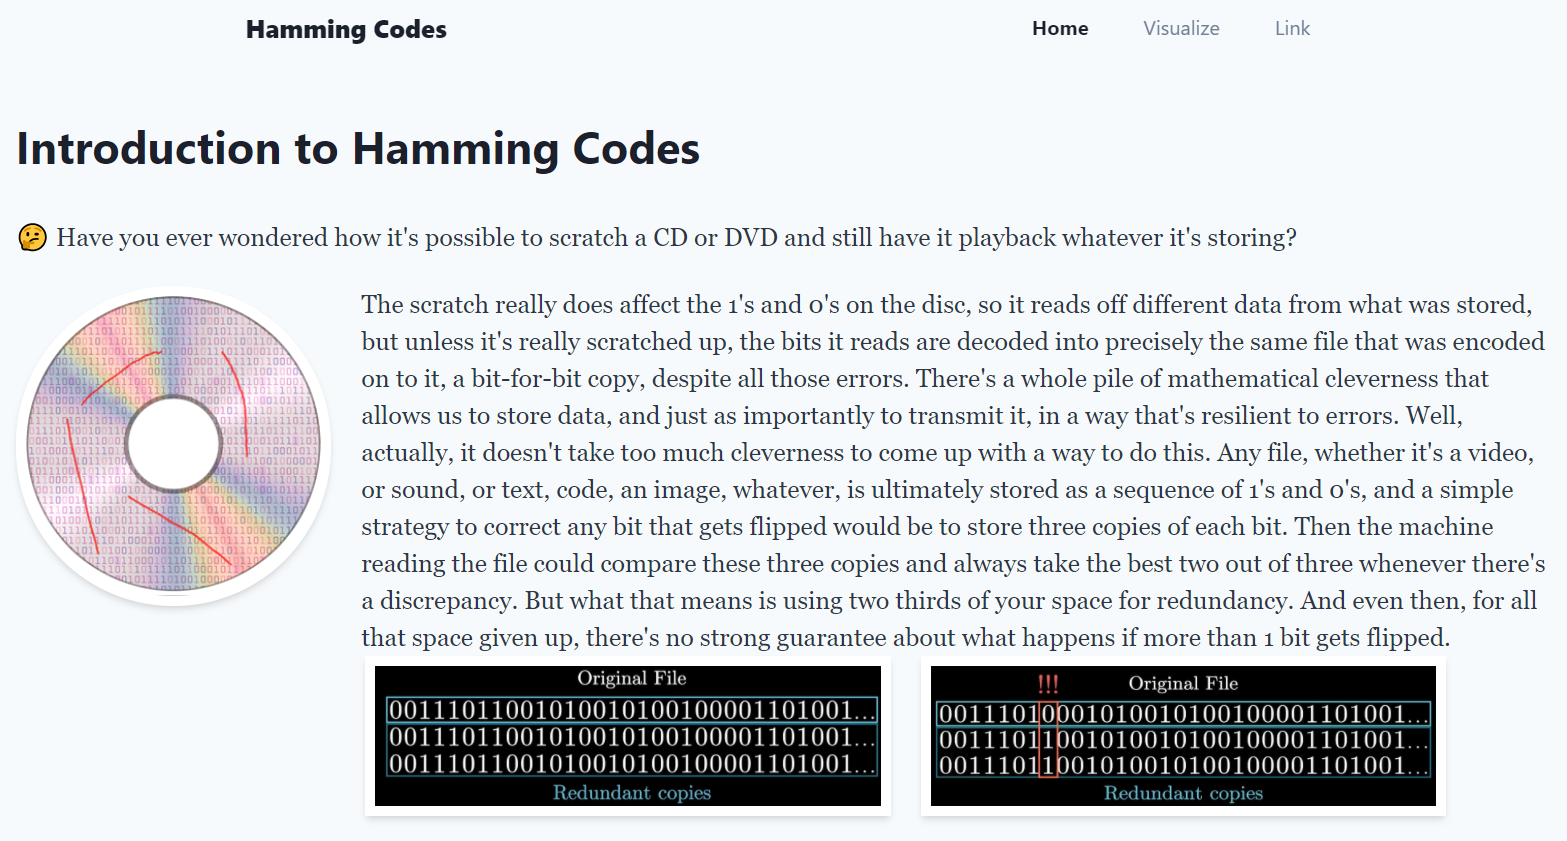 Hamming Codes
Home Visualize Link
Introduction to Hamming Codes
🤔 Have you ever wondered how it's possible to scratch a CD or DVD and still have it playback whatever it's storing?
The scratch really does affect the 1's and 0's on the disc, so it reads off different data from what was stored,
but unless it's really scratched up, the bits it reads are decoded into precisely the same file that was encoded
on to it, a bit-for-bit copy, despite all those errors. There's a whole pile of mathematical cleverness that
allows us to store data, and just as importantly to transmit it, in a way that's resilient to errors. Well,
actually, it doesn't take too much cleverness to come up with a way to do this. Any file, whether it's a video,
or sound, or text, code, an image, whatever, is ultimately stored as a sequence of 1's and 0's, and a simple
strategy to correct any bit that gets flipped would be to store three copies of each bit. Then the machine
reading the file could compare these three copies and always take the best two out of three whenever there's
a discrepancy. But what that means is using two thirds of your space for redundancy. And even then, for all
that space given up, there's no strong guarantee about what happens if more than 1 bit gets flipped.
Original File
00111011001010010100100001101001...
00111011001010010100100001101001...
00111011001010010100100001101001...
Redundant copies
!!! Original File
00111010001010010100100001101001...
00111011001010010100100001101001...
00111011001010010100100001101001...
Redundant copies